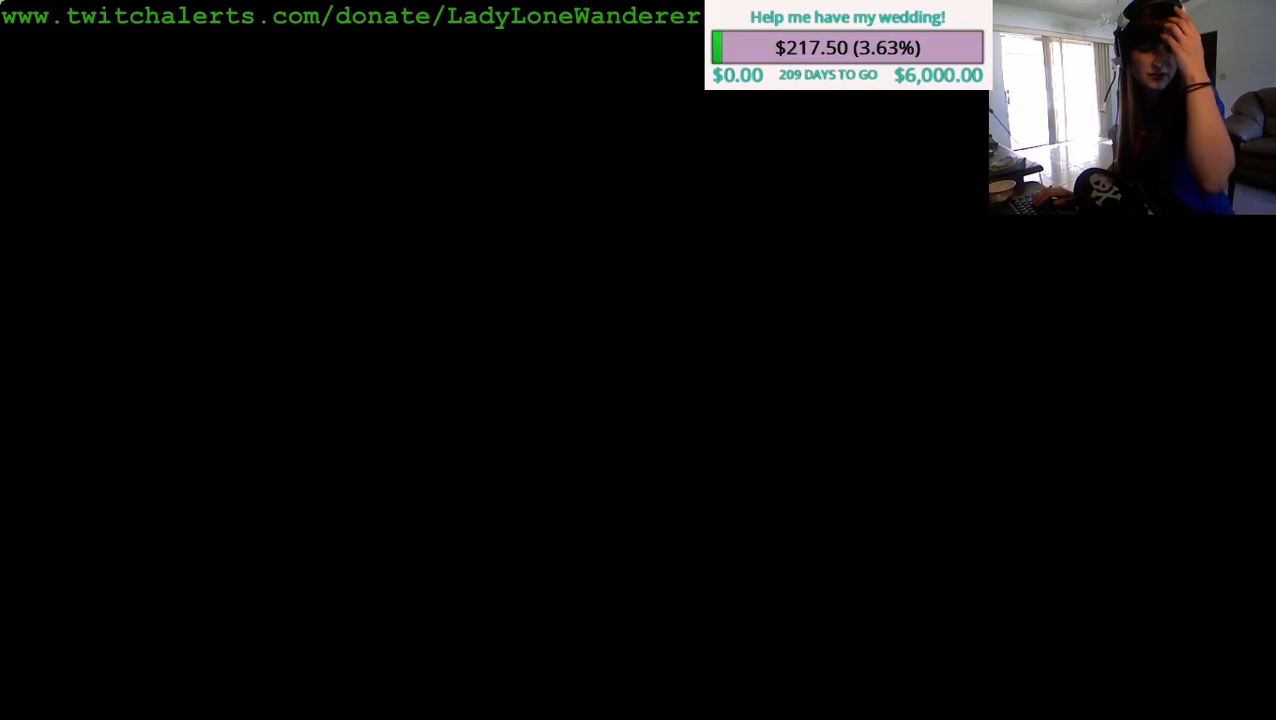 www.twitchalerts.com/donate/LadyLoneWanderer
Help me have my wedding!
$217.50 (3.63%)
$0.00 209 DAYS TO GO $6,000.00